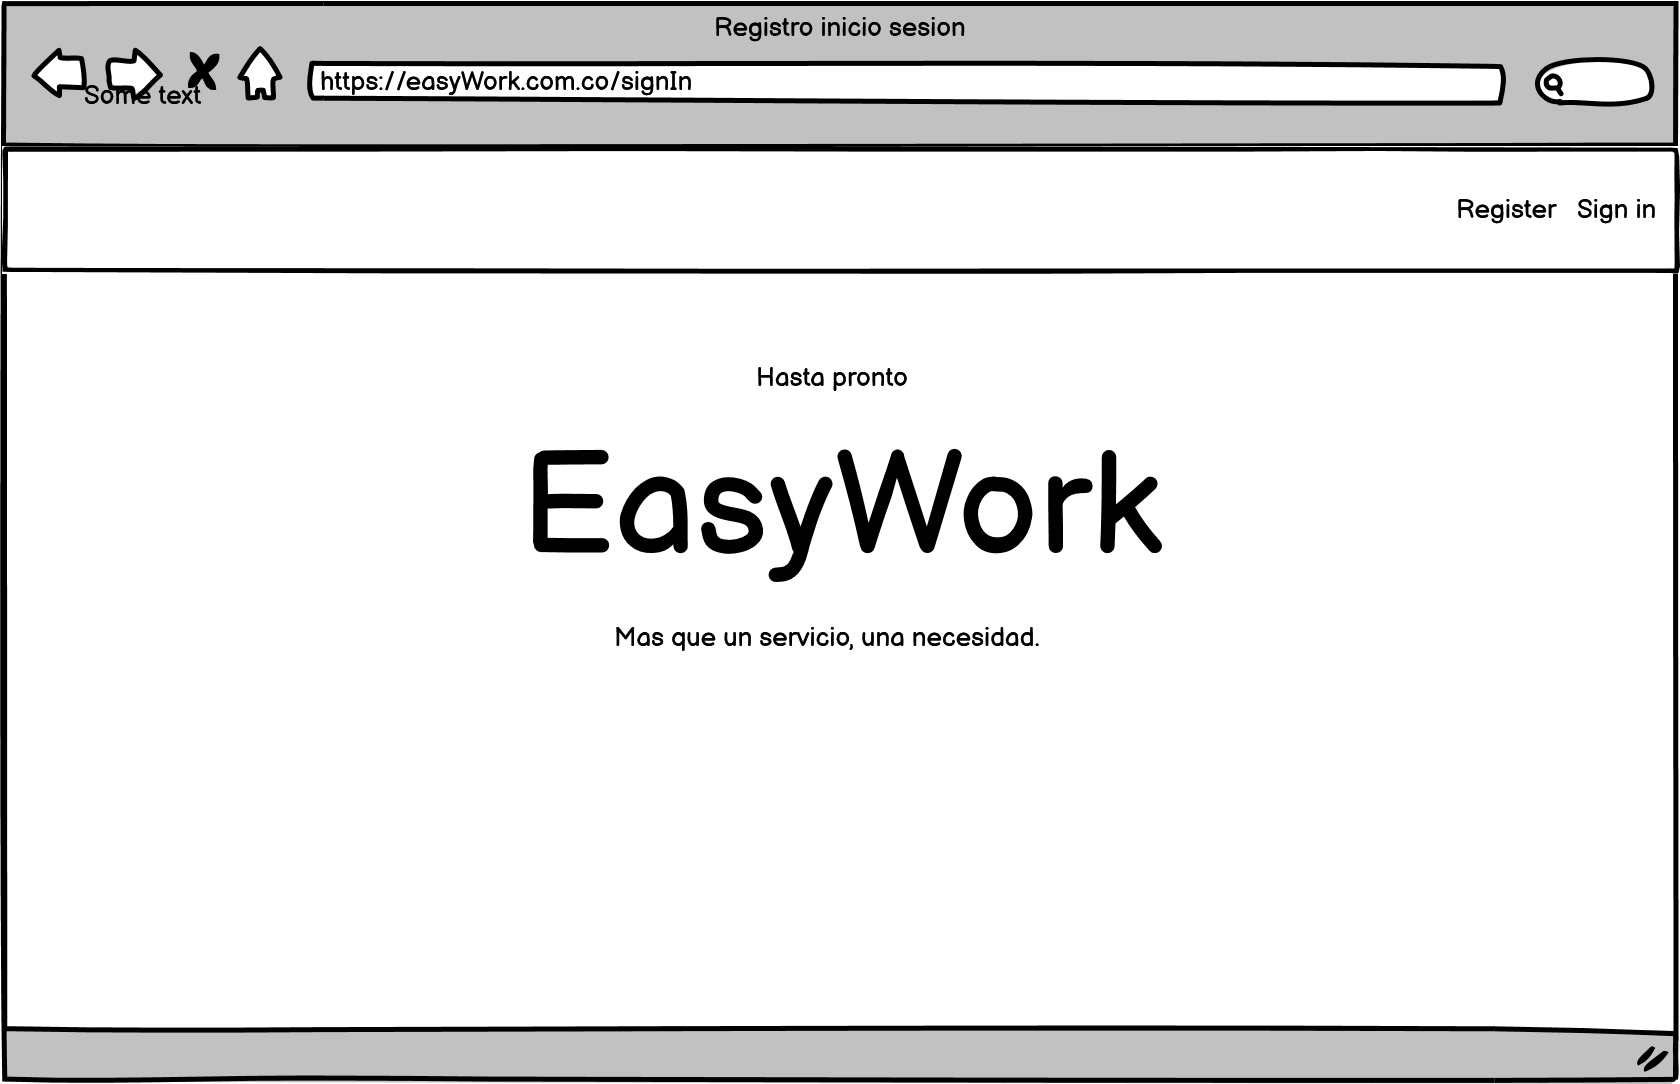 Registro inicio sesion
https://easyWork.com.co/signIn
Some text
Register Sign in
Hasta pronto
EasyWork
Mas que un servicio, una necesidad.